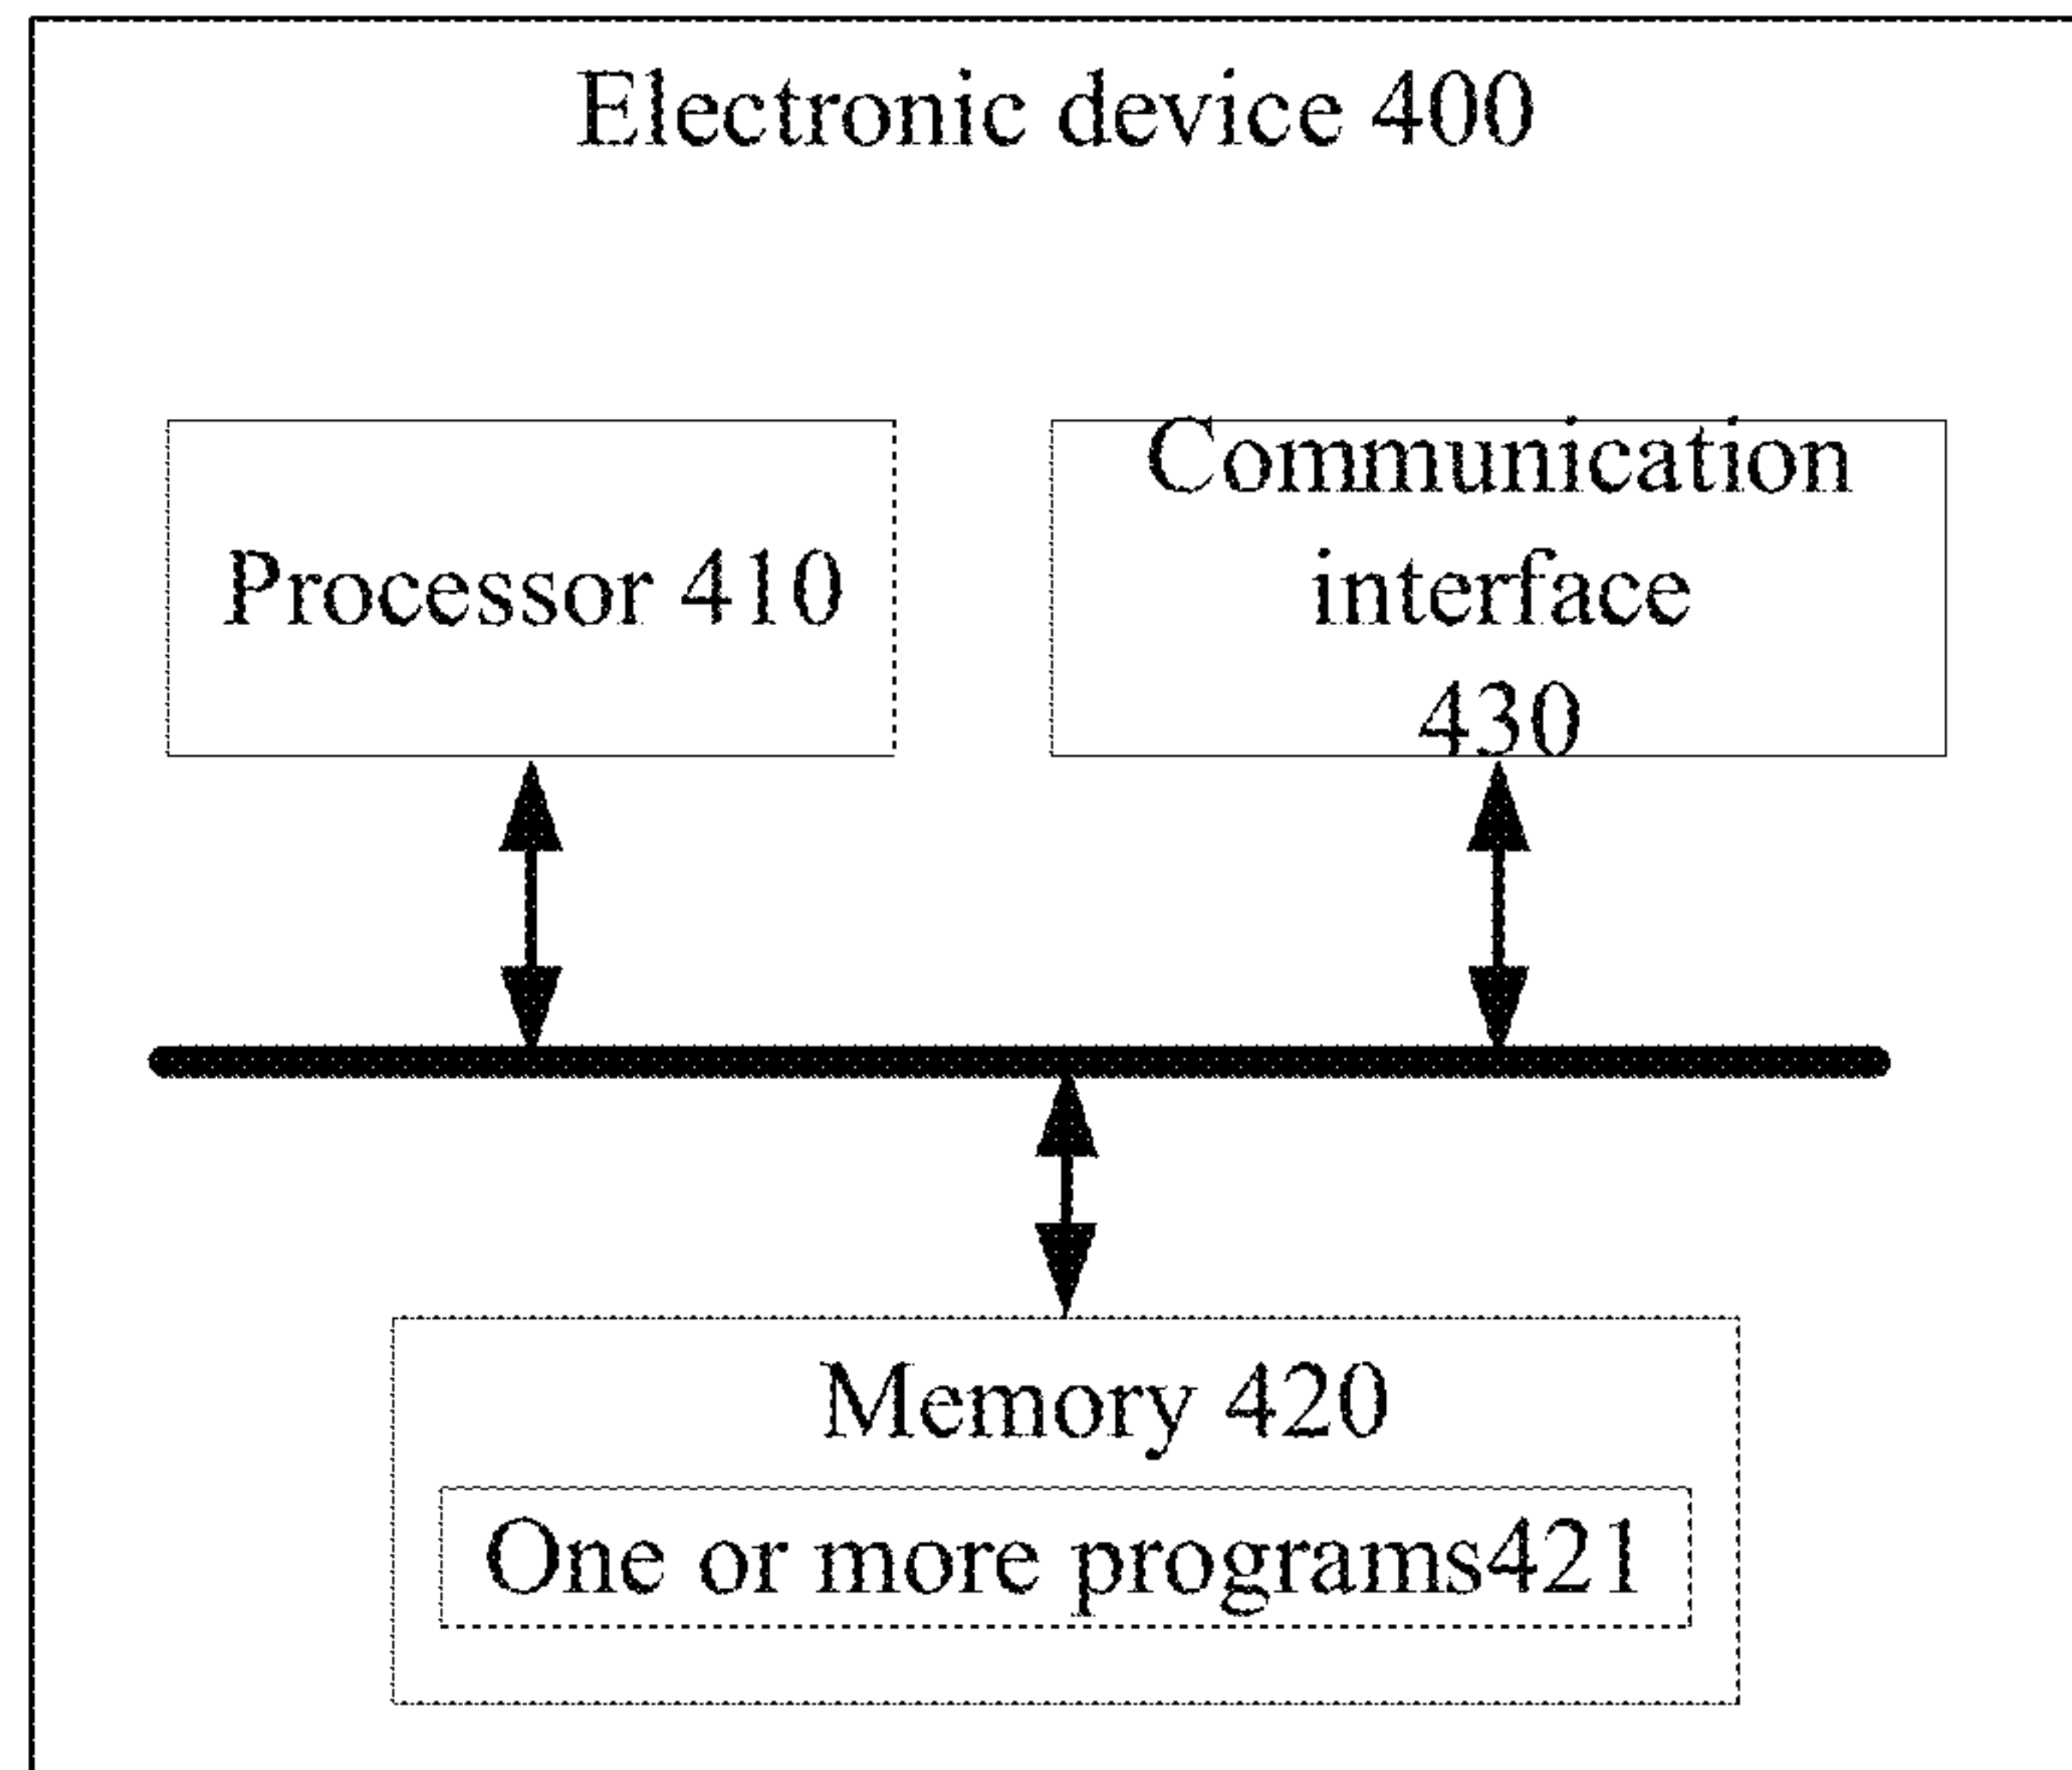 Electronic device 400
Processor 410
Communication
interface
430
Memory 420
One or more programs421